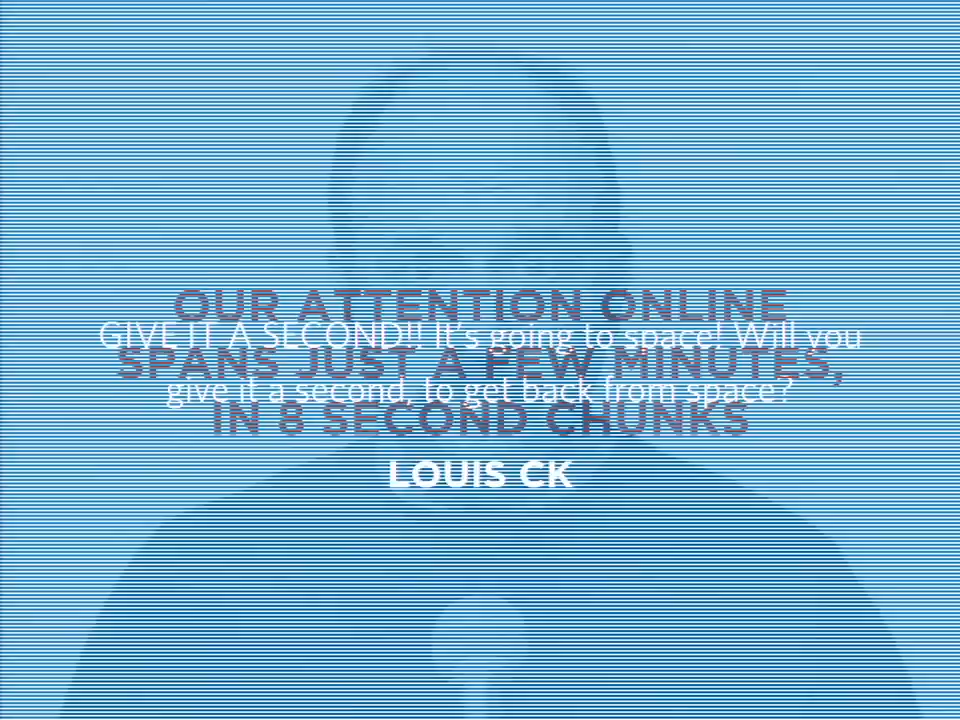 OUR ATTENTION ONLINE
GIVE IT A SECOND!! It's going to space! Will you
SPANS JUST A FEW MINUTES,
give it a second, to get back from space?
IN 8 SECOND CHUNKS
LOUIS CK